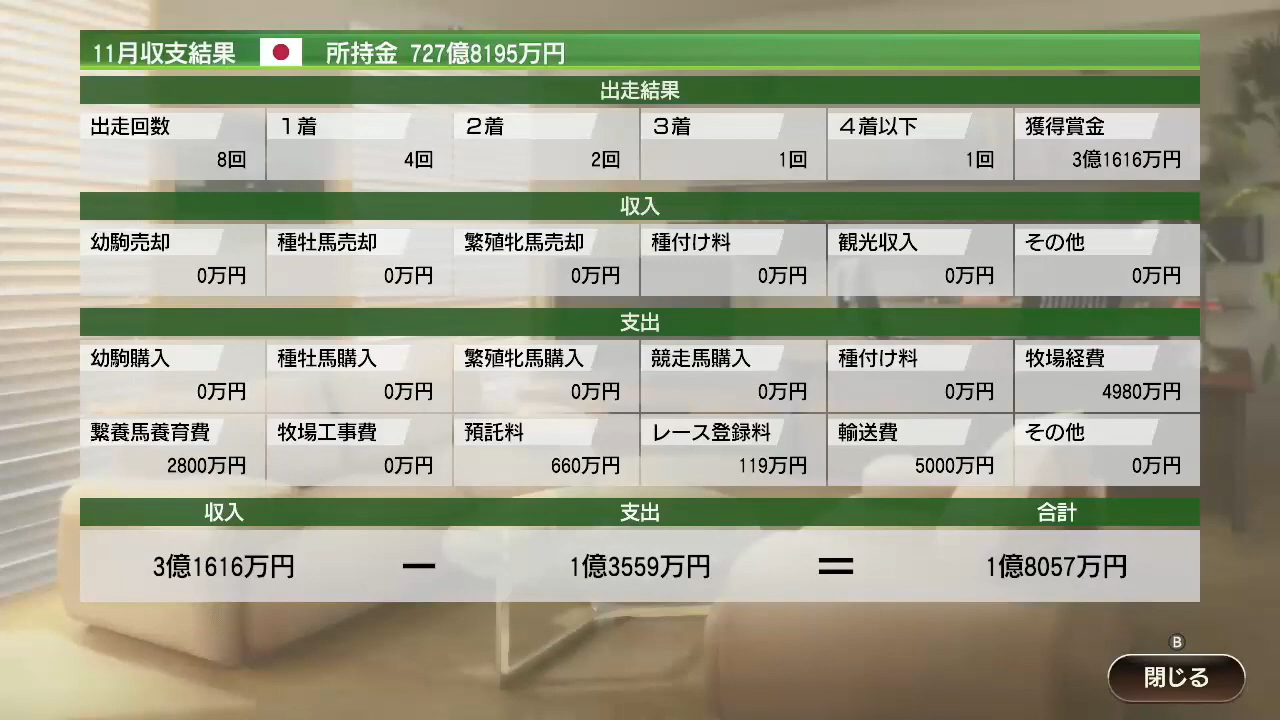 11月収支結果 所持金 727億8195万円
出走結果
出走回数 1着 2着 3着 4着以下 獲得賞金
8回 4回 2回 1回 1回 3億1616万円
収入
幼駒売却 種牡馬売却 繁殖牝馬売却 種付け料 観光収入 その他
0万円 0万円 0万円 0万円 0万円 0万円
支出
幼駒購入 種牡馬購入 繁殖牝馬購入 競走馬購入 種付け料 牧場経費
0万円 0万円 0万円 0万円 0万円 4980万円
繋養馬養育費 牧場工事費 預託料 レース登録料 輸送費 その他
2800万円 0万円 660万円 119万円 5000万円 0万円
収入 支出 合計
3億1616万円 － 1億3559万円 ＝ 1億8057万円
B
閉じる